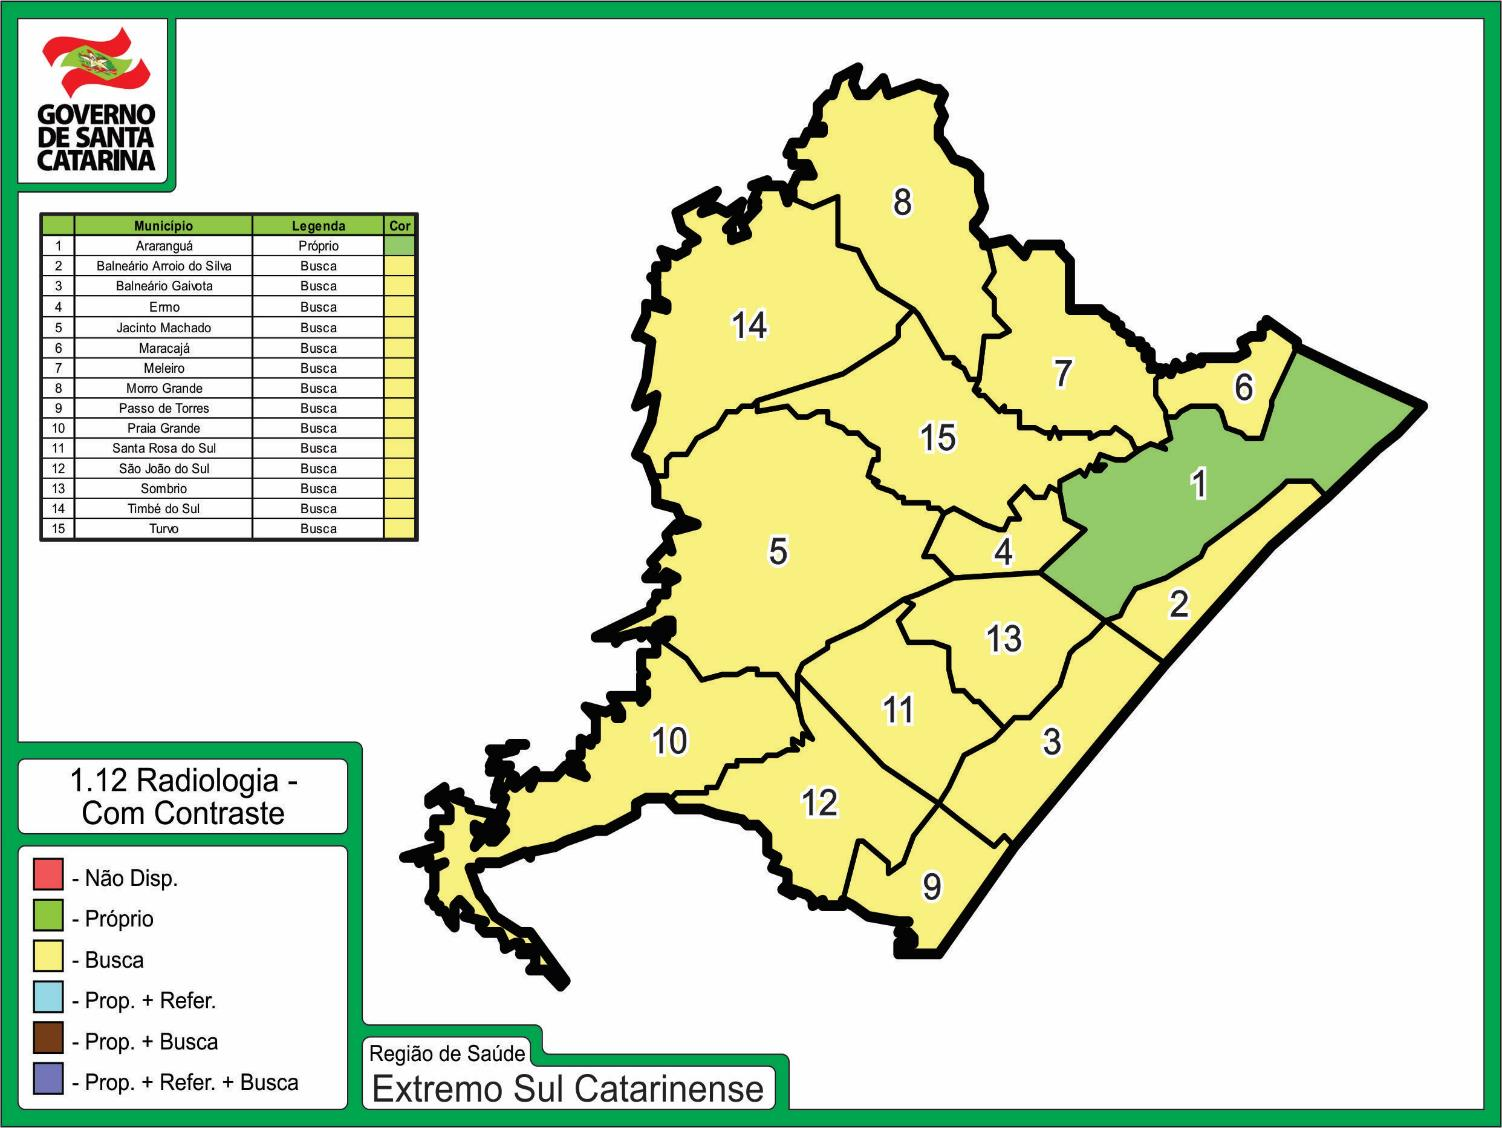 GOVERNO
DE SANTA
CATARINA
Município Legenda Cor
1 Araranguá Próprio
2 Balneário Arroio do Silva Busca
3 Balneário Gaivota Busca
4 Ermo Busca
5 Jacinto Machado Busca
6 Maracajá Busca
7 Meleiro Busca
8 Morro Grande Busca
9 Passo de Torres Busca
10 Praia Grande Busca
11 Santa Rosa do Sul Busca
12 São João do Sul Busca
13 Sombrio Busca
14 Timbé do Sul Busca
15 Turvo Busca
8
14
7
6
15
1
5
4
2
13
11
10
3
12
9
1.12 Radiologia -
Com Contraste
- Não Disp.
- Próprio
- Busca
- Prop. + Refer.
- Prop. + Busca
- Prop. + Refer. + Busca
Região de Saúde
Extremo Sul Catarinense